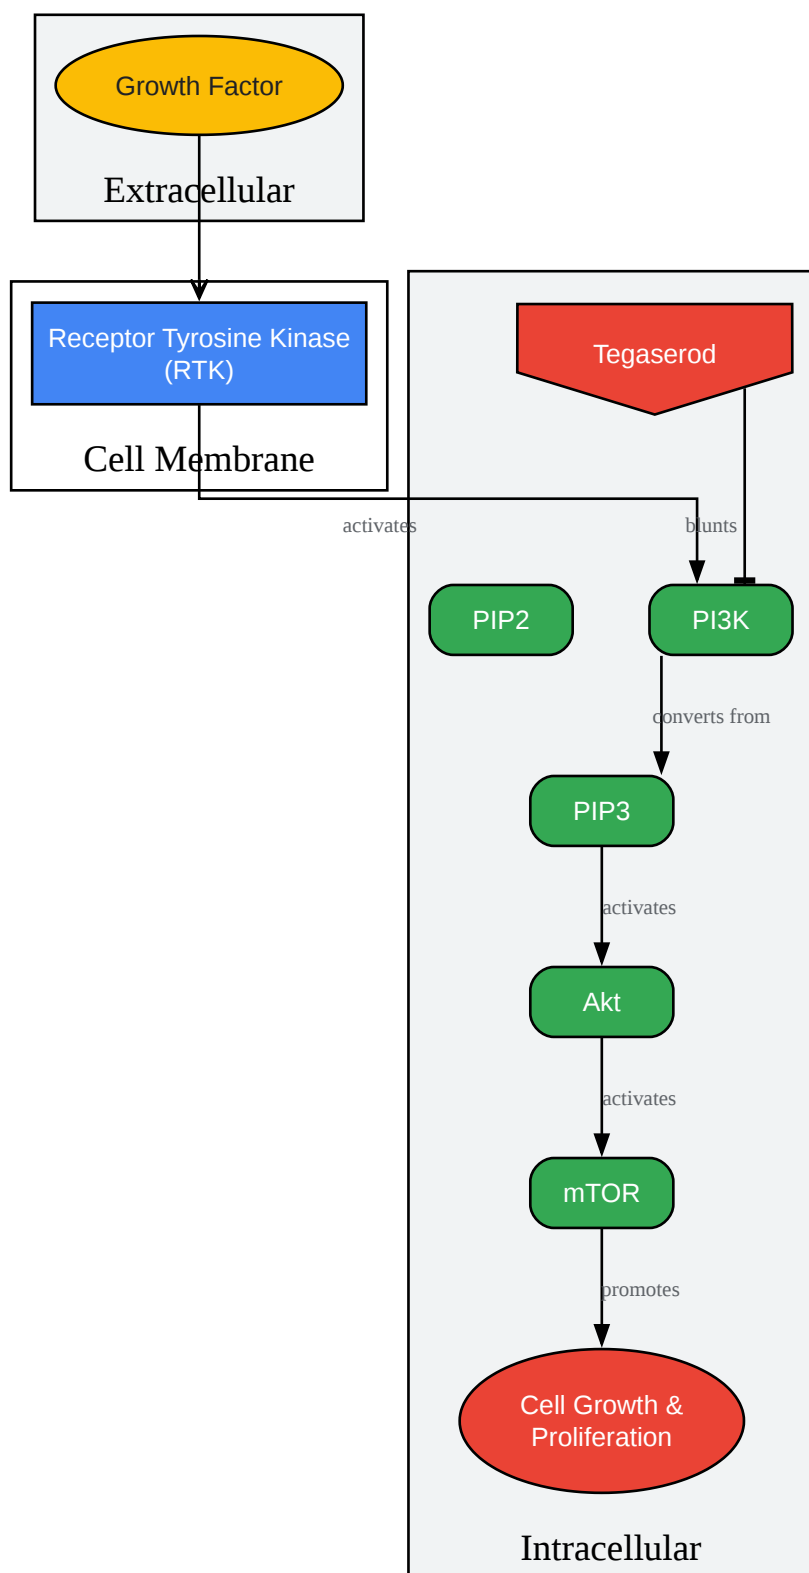 Growth Factor
Extracellular
Receptor Tyrosine Kinase
(RTK)
Cell Membrane
Tegaserod
activates
blunts
PIP2
PI3K
converts from
PIP3
activates
Akt
activates
mTOR
promotes
Cell Growth &
Proliferation
Intracellular